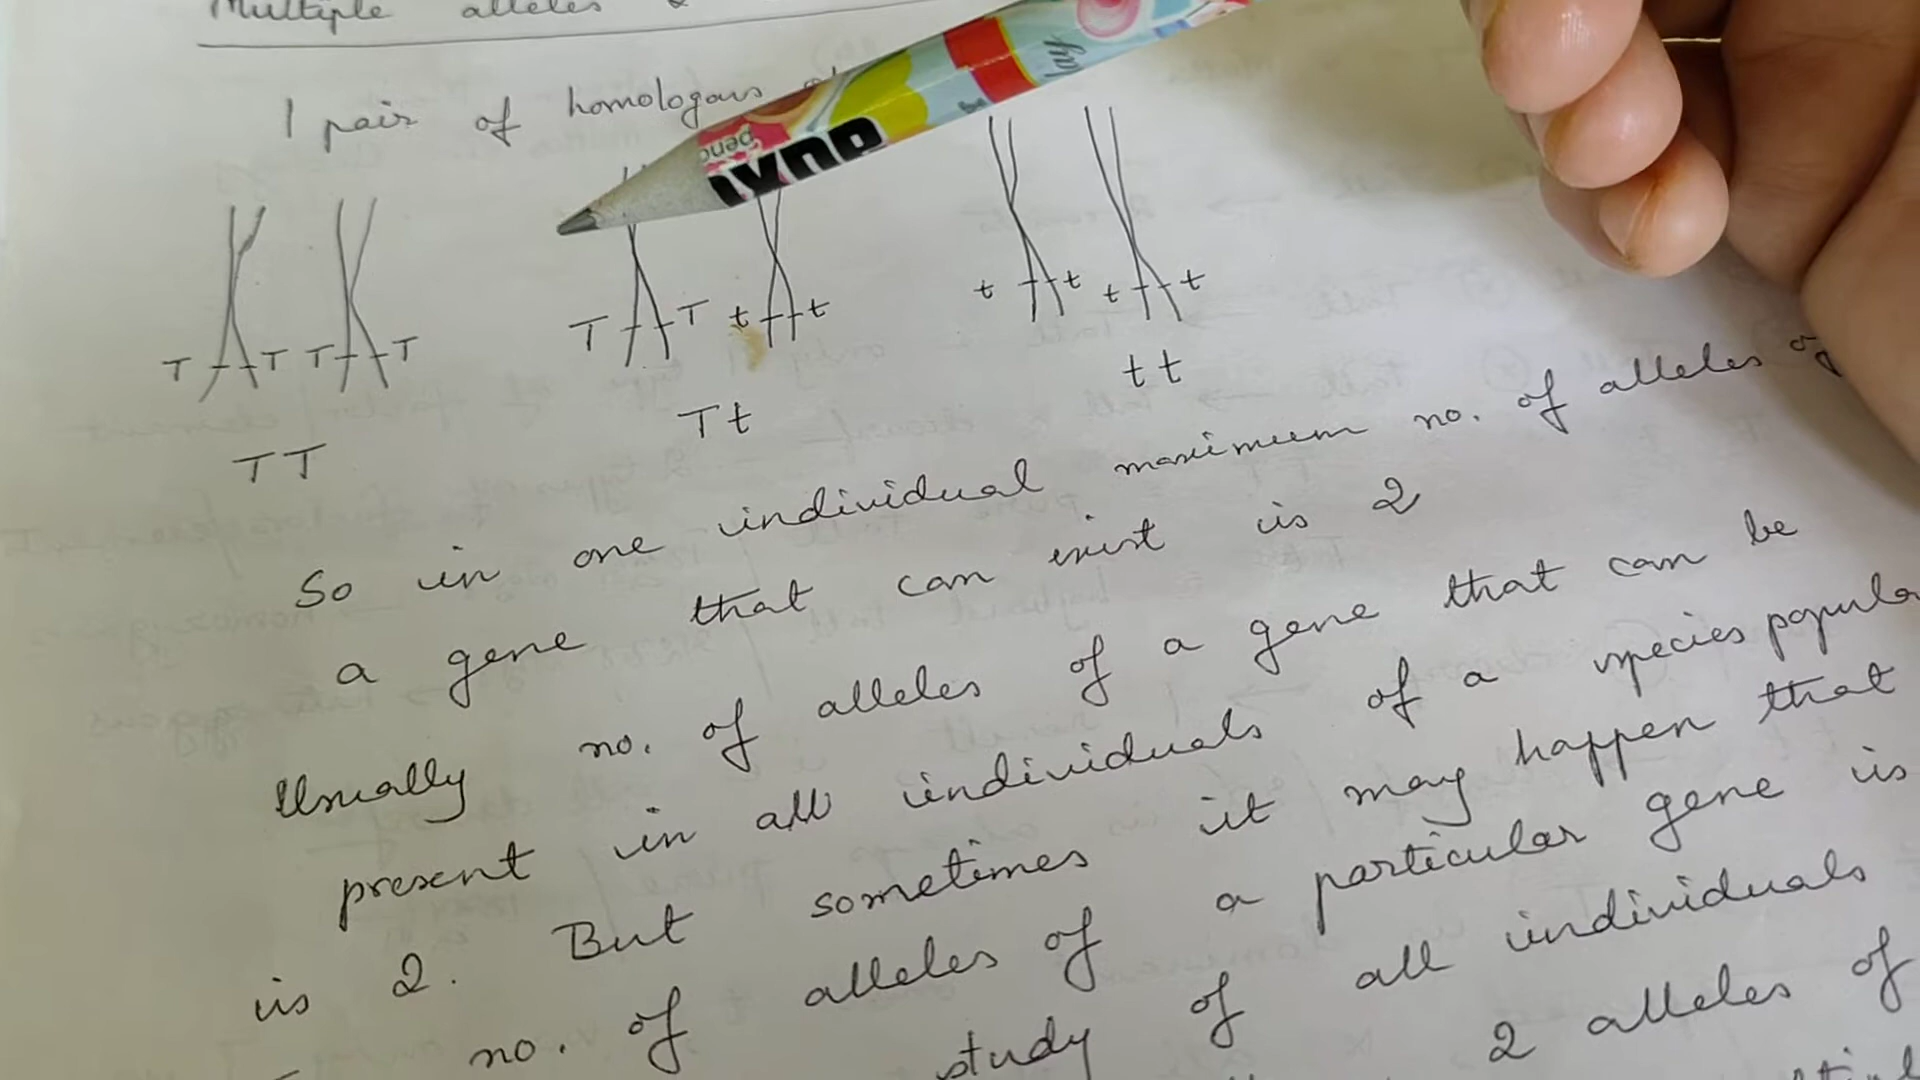 Multiple alleles
1 pair of homologous
T T T T
T T t t
t t t t
TT
Tt
tt
So in one individual maximum no. of alleles of
a gene that can exist is 2
Usually no. of alleles of a gene that can be
present in all individuals of a species popula
is 2. But sometimes it may happen that
no. of alleles of a particular gene is
study of all individuals
2 alleles of